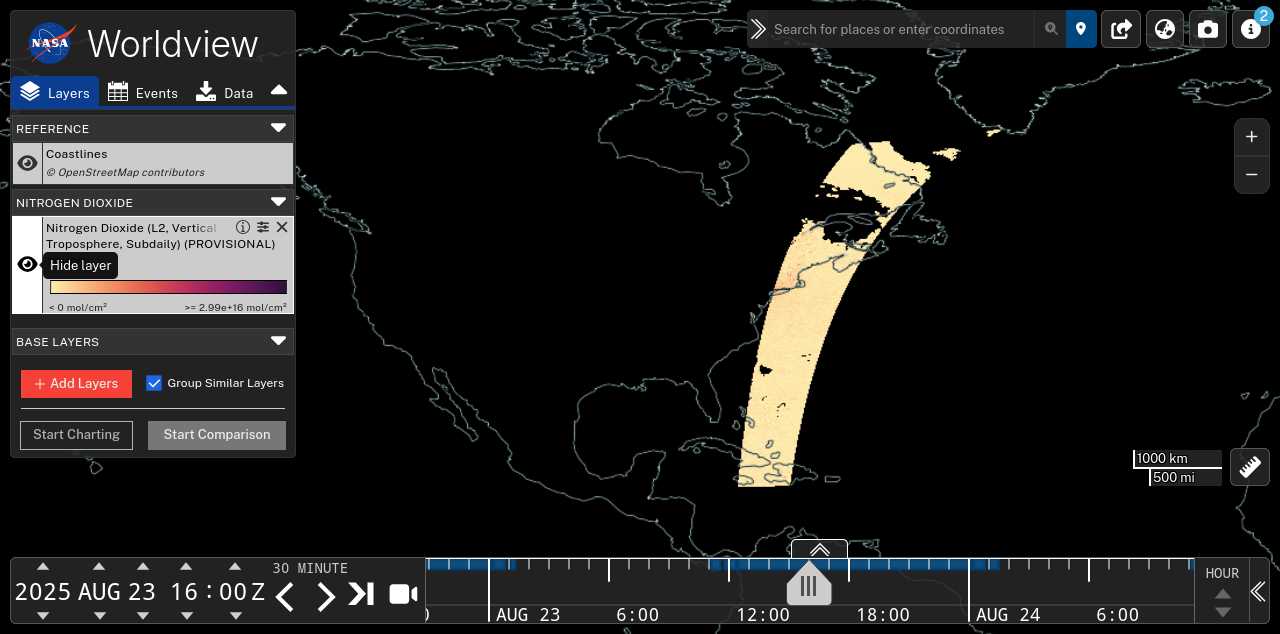 NASA Worldview
Search for places or enter coordinates
2
Layers Events Data
REFERENCE
Coastlines
© OpenStreetMap contributors
NITROGEN DIOXIDE
Nitrogen Dioxide (L2, Vertical
Troposphere, Subdaily) (PROVISIONAL)
Hide layer
< 0 mol/cm² >= 2.99e+16 mol/cm²
BASE LAYERS
+ Add Layers Group Similar Layers
Start Charting Start Comparison
+
−
1000 km
500 mi
30 MINUTE
2025 AUG 23 16:00Z
AUG 23 6:00 12:00 18:00 AUG 24 6:00
HOUR